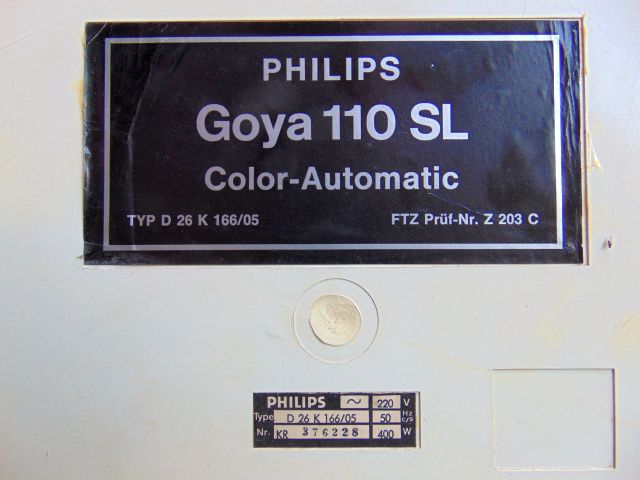 PHILIPS
Goya 110 SL
Color-Automatic
TYP D 26 K 166/05 FTZ Prüf-Nr. Z 203 C
PHILIPS ~ 220 V
Type D 26 K 166/05 50 Hz c/s
Nr. KR 376228 400 W